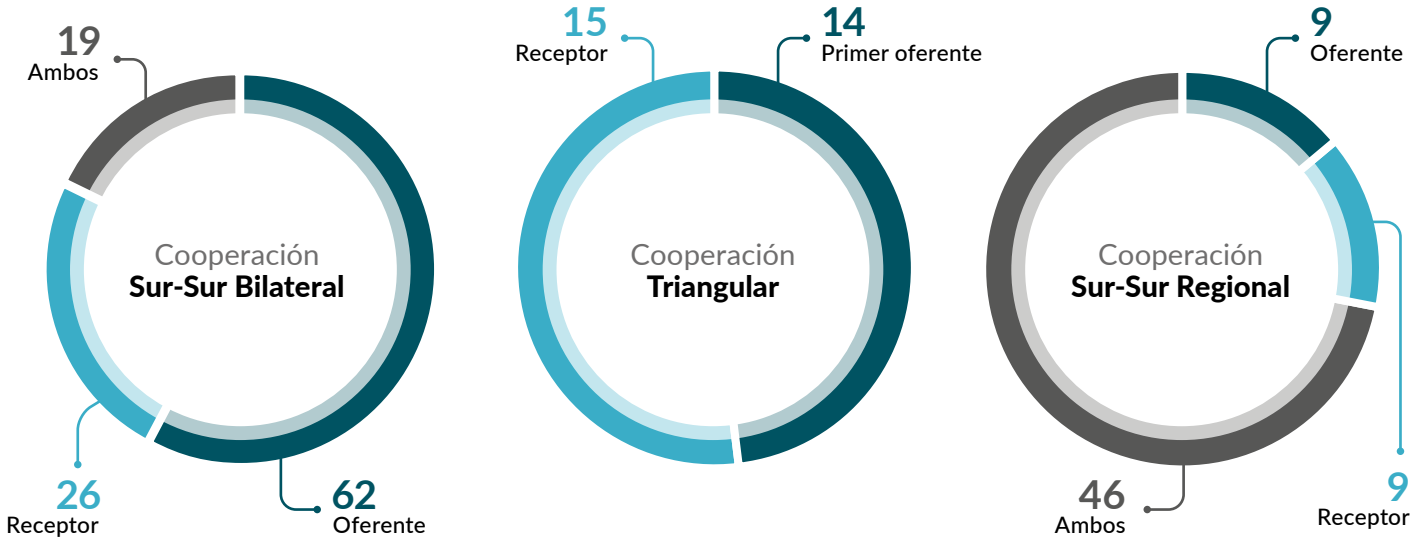 19
Ambos
Cooperación
Sur-Sur Bilateral
26
Receptor
62
Oferente
15
Receptor
14
Primer oferente
Cooperación
Triangular
9
Oferente
Cooperación
Sur-Sur Regional
46
Ambos
9
Receptor